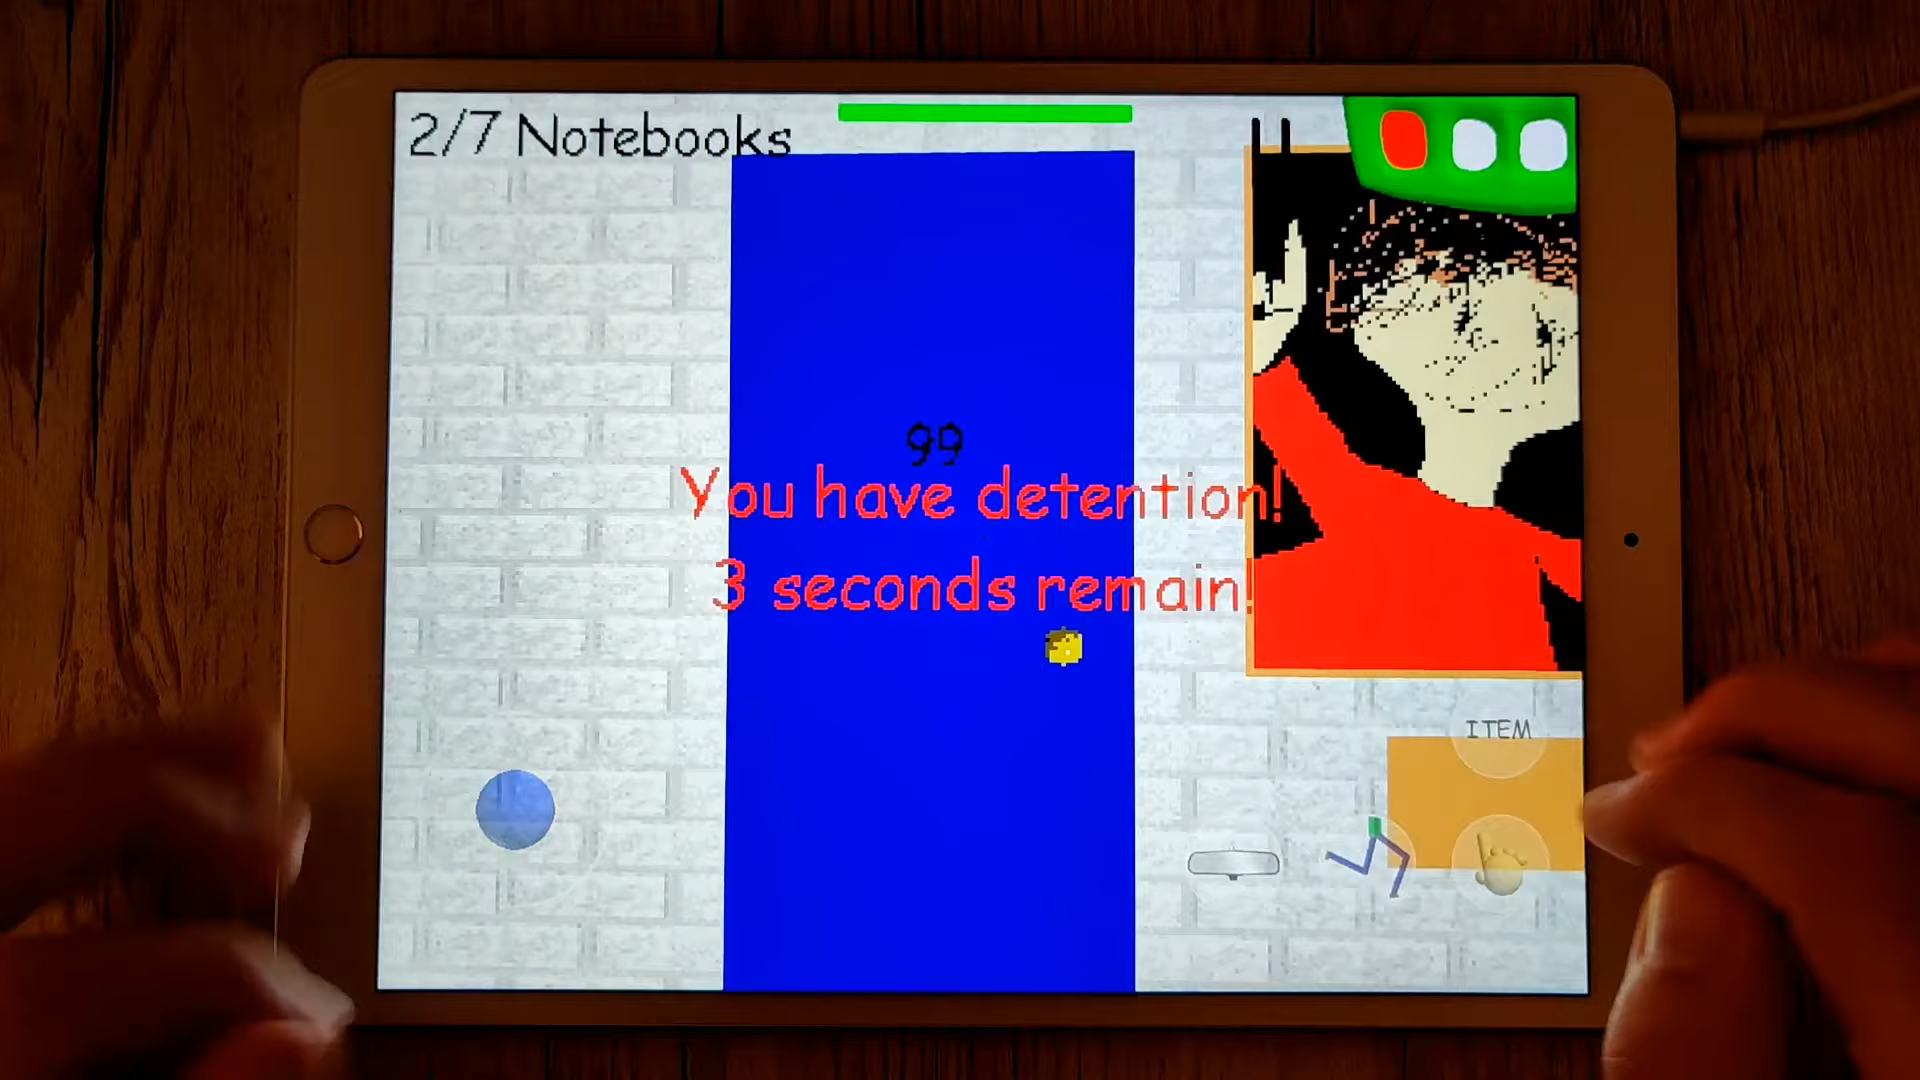 2/7 Notebooks
99
You have detention!
3 seconds remain!
ITEM